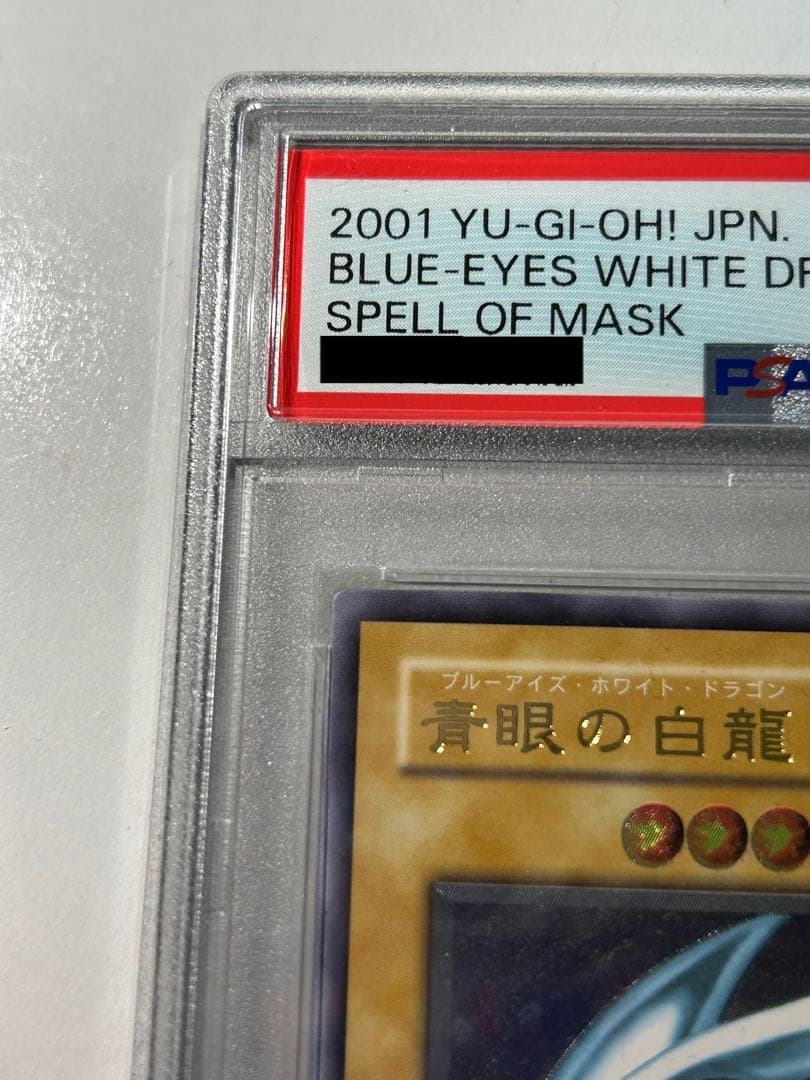 2001 YU-GI-OH! JPN.
BLUE-EYES WHITE DR
SPELL OF MASK
PSA
ブルーアイズ・ホワイト・ドラゴン
青眼の白龍